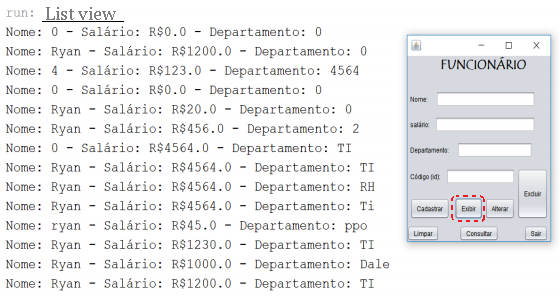 run: List view
Nome: 0 - Salário: R$0.0 - Departamento: 0
Nome: Ryan - Salário: R$1200.0 - Departamento: 0
Nome: 4 - Salário: R$123.0 - Departamento: 4564
Nome: 0 - Salário: R$0.0 - Departamento: 0
Nome: Ryan - Salário: R$20.0 - Departamento: 0
Nome: Ryan - Salário: R$456.0 - Departamento: 2
Nome: 0 - Salário: R$4564.0 - Departamento: TI
Nome: Ryan - Salário: R$4564.0 - Departamento: TI
Nome: Ryan - Salário: R$4564.0 - Departamento: RH
Nome: Ryan - Salário: R$4564.0 - Departamento: Ti
Nome: ryan - Salário: R$45.0 - Departamento: ppo
Nome: Ryan - Salário: R$1230.0 - Departamento: TI
Nome: Ryan - Salário: R$1000.0 - Departamento: Dale
Nome: Ryan - Salário: R$1200.0 - Departamento: TI
FUNCIONÁRIO
Nome:
salário:
Departamento:
Código (id):
Excluir
Cadastrar Exibir Alterar
Limpar Consultar Sair